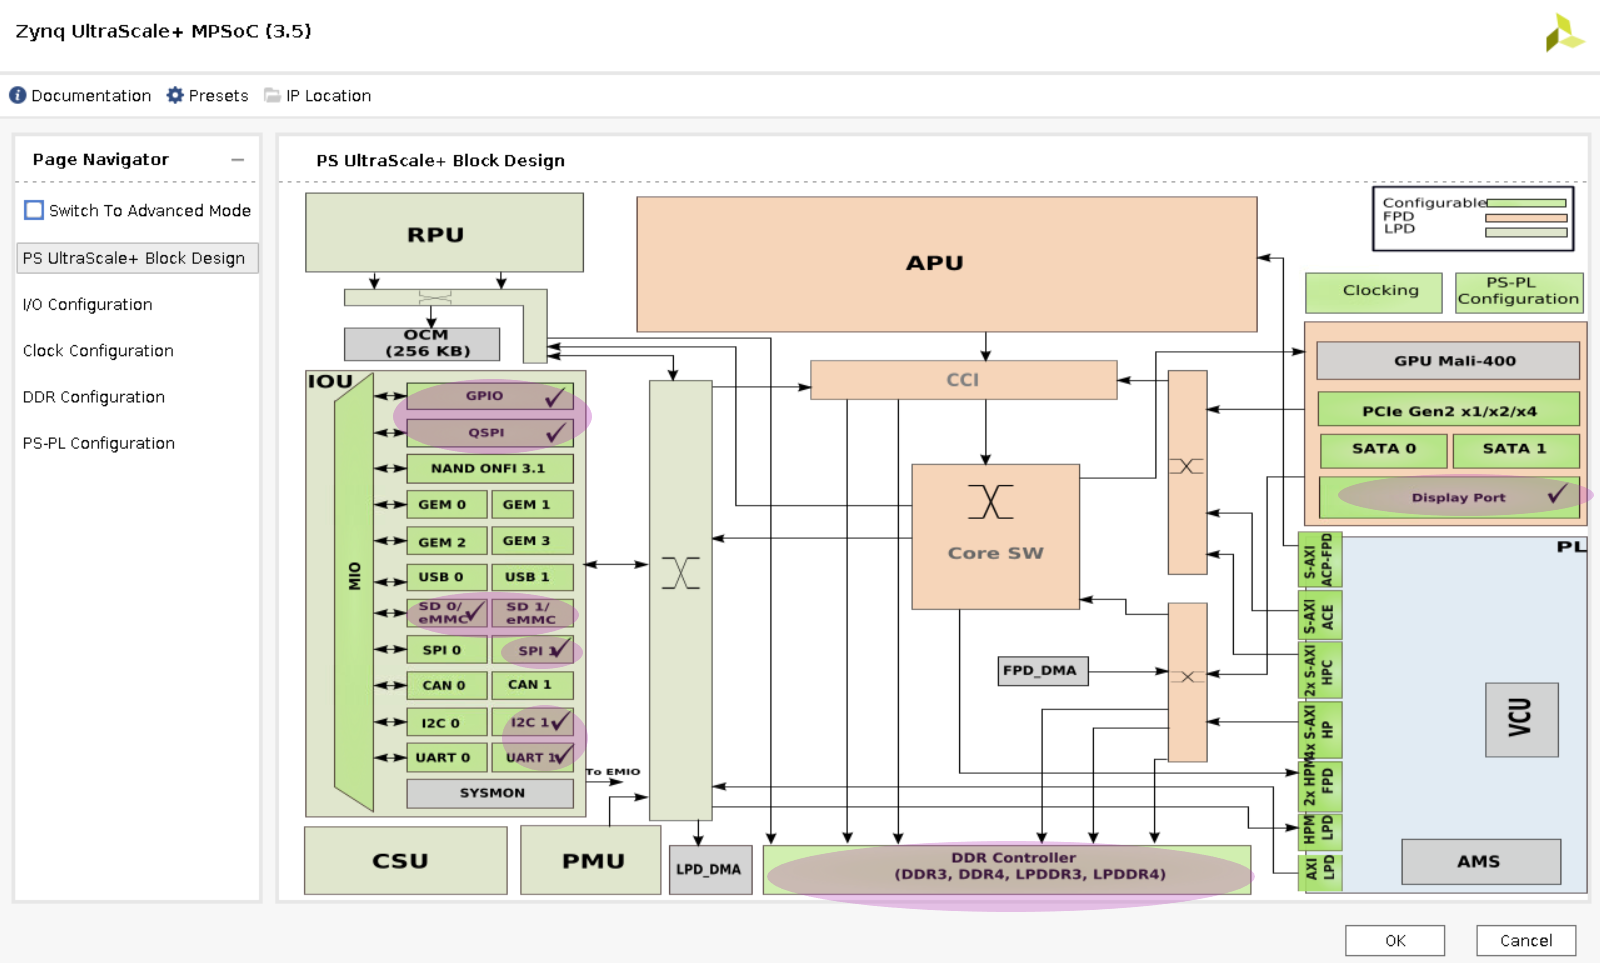 Zynq UltraScale+ MPSoC (3.5)
Documentation Presets IP Location
Page Navigator
Switch To Advanced Mode
PS UltraScale+ Block Design
I/O Configuration
Clock Configuration
DDR Configuration
PS-PL Configuration
PS UltraScale+ Block Design
RPU
OCM
(256 KB)
APU
Configurable
FPD
LPD
Clocking
PS-PL
Configuration
IOU
MIO
GPIO
QSPI
NAND ONFI 3.1
GEM 0 GEM 1
GEM 2 GEM 3
USB 0 USB 1
SD 0/
eMMC
SD 1/
eMMC
SPI 0 SPI 1
CAN 0 CAN 1
I2C 0 I2C 1
UART 0 UART 1
SYSMON
To EMIO
CCI
Core SW
FPD_DMA
GPU Mali-400
PCIe Gen2 x1/x2/x4
SATA 0 SATA 1
Display Port
PL
S-AXI
ACP-FPD
S-AXI
ACE
2x S-AXI
HPC
4x S-AXI
HP
2x HPM
FPD
HPM
LPD
AXI
LPD
VCU
AMS
CSU
PMU
LPD_DMA
DDR Controller
(DDR3, DDR4, LPDDR3, LPDDR4)
OK Cancel